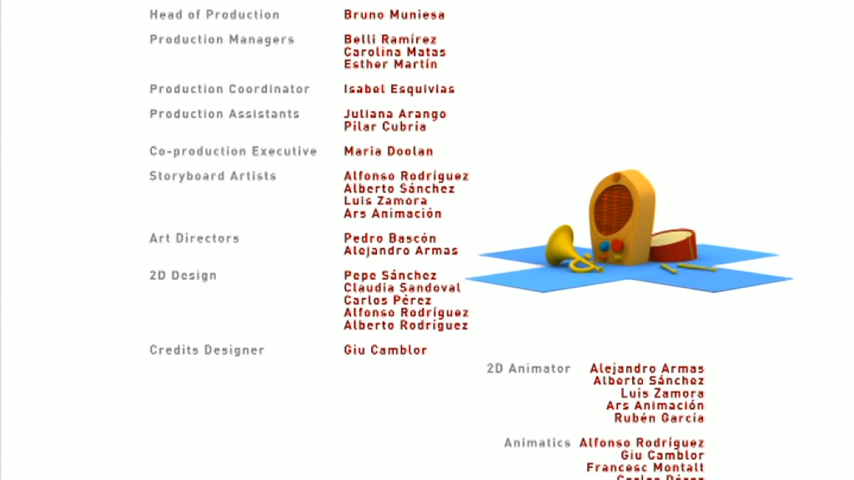 Head of Production Bruno Muniesa
Production Managers Belli Ramírez
Carolina Matas
Esther Martín
Production Coordinator Isabel Esquivias
Production Assistants Juliana Arango
Pilar Cubria
Co-production Executive Maria Doolan
Storyboard Artists Alfonso Rodríguez
Alberto Sánchez
Luis Zamora
Ars Animación
Art Directors Pedro Bascón
Alejandro Armas
2D Design Pepe Sánchez
Claudia Sandoval
Carlos Pérez
Alfonso Rodríguez
Alberto Rodríguez
Credits Designer Giu Camblor
2D Animator Alejandro Armas
Alberto Sánchez
Luis Zamora
Ars Animación
Rubén García
Animatics Alfonso Rodríguez
Giu Camblor
Francesc Montalt